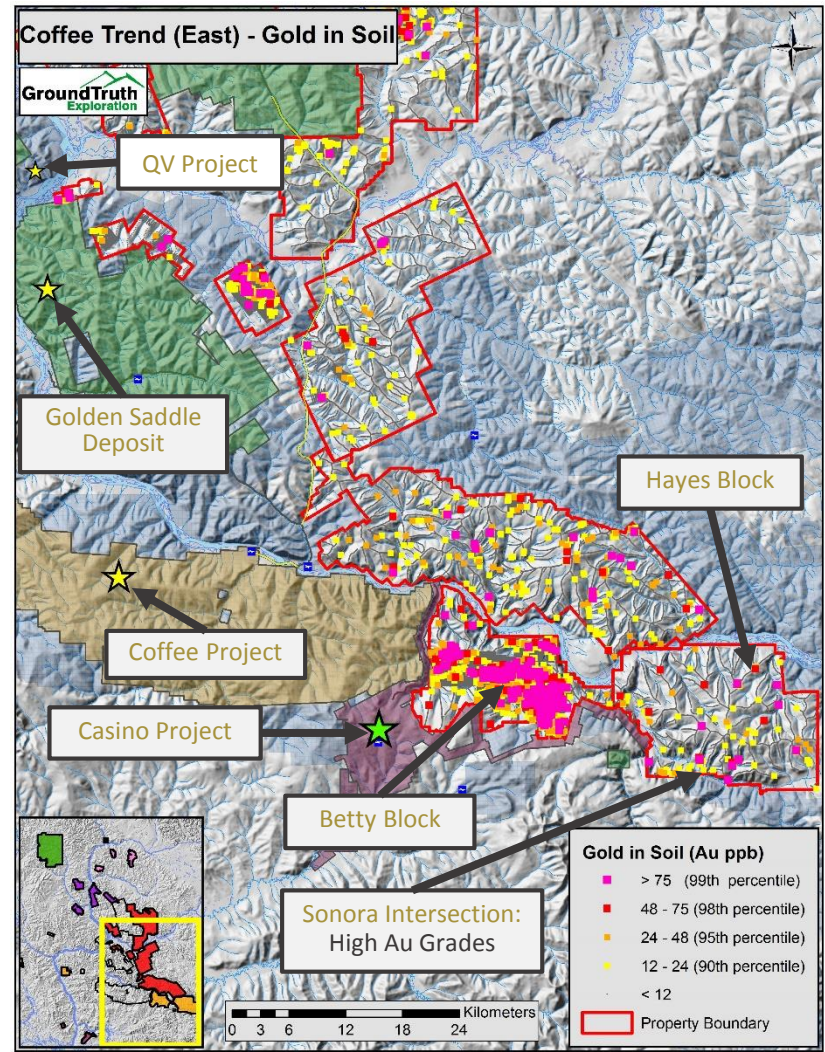 Coffee Trend (East) - Gold in Soil
N
GroundTruth
Exploration
QV Project
Golden Saddle
Deposit
Hayes Block
Coffee Project
Casino Project
Betty Block
Sonora Intersection:
High Au Grades
Gold in Soil (Au ppb)
> 75 (99th percentile)
48 - 75 (98th percentile)
24 - 48 (95th percentile)
12 - 24 (90th percentile)
< 12
Property Boundary
Kilometers
0 3 6 12 18 24